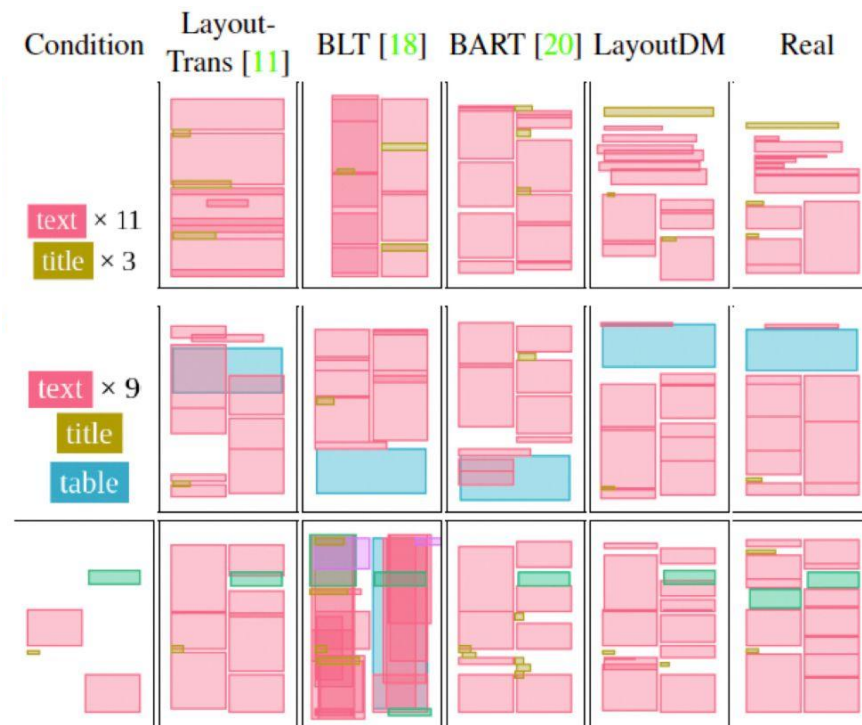 Condition
Layout-
Trans [11]
BLT [18]
BART [20]
LayoutDM
Real
text × 11
title × 3
text × 9
title
table